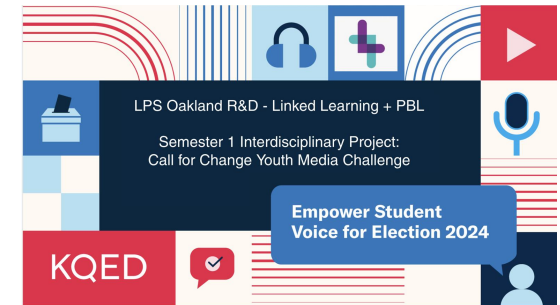 LPS Oakland R&D - Linked Learning + PBL
Semester 1 Interdisciplinary Project:
Call for Change Youth Media Challenge
Empower Student
Voice for Election 2024
KQED